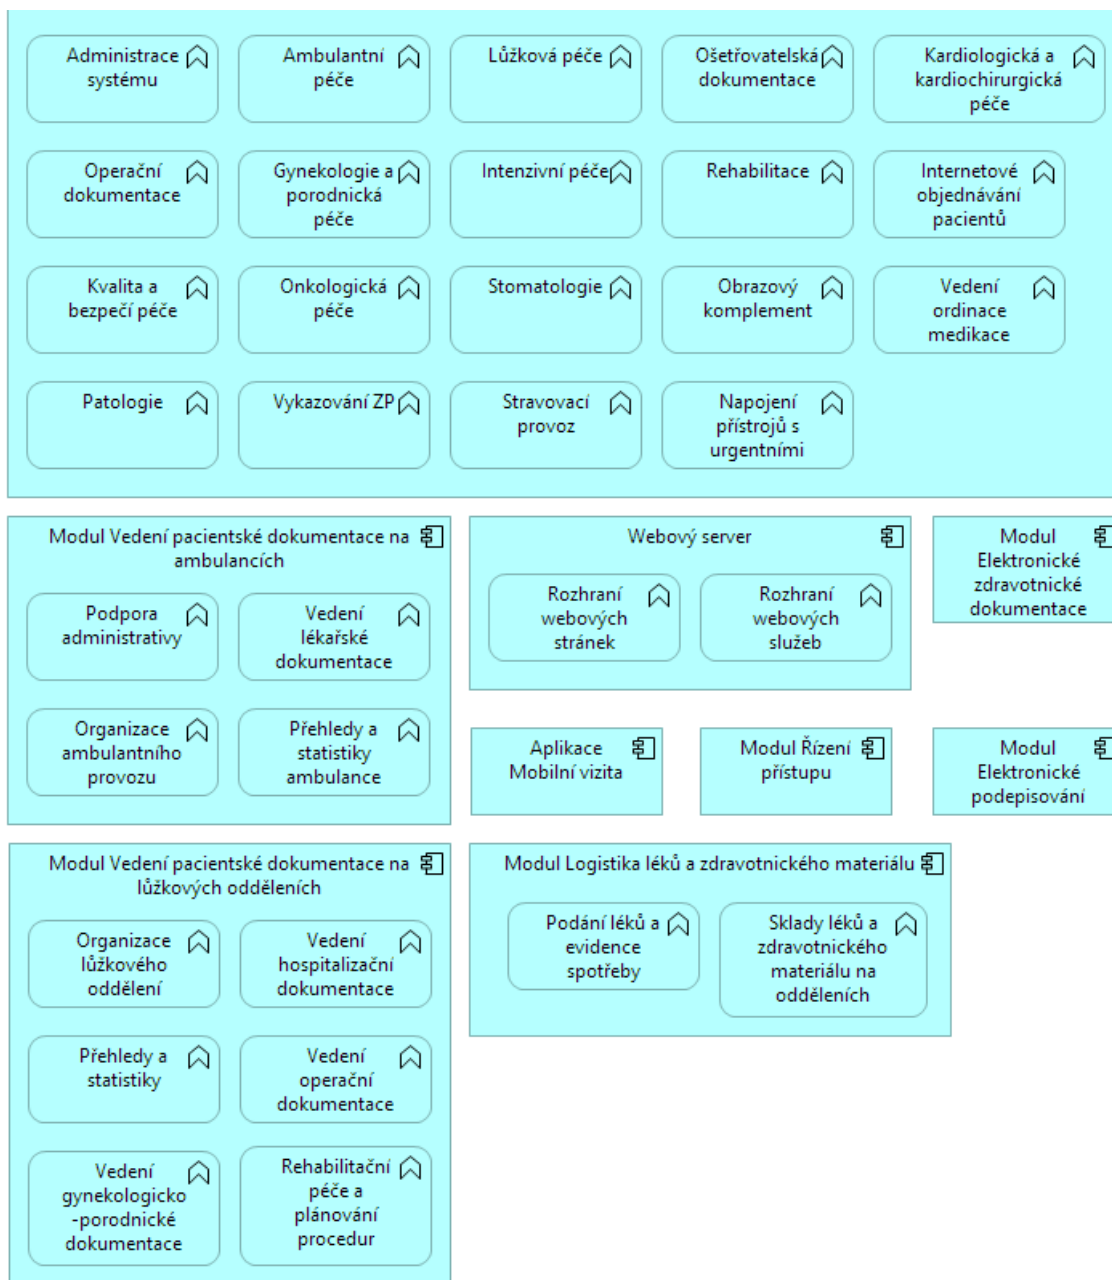 Administrace
systému
Ambulantní
péče
Lůžková péče
Ošetřovatelská
dokumentace
Kardiologická a
kardiochirurgická
péče
Operační
dokumentace
Gynekologie a
porodnická
péče
Intenzivní péče
Rehabilitace
Internetové
objednávání
pacientů
Kvalita a
bezpečí péče
Onkologická
péče
Stomatologie
Obrazový
komplement
Vedení
ordinace
medikace
Patologie
Vykazování ZP
Stravovací
provoz
Napojení
přístrojů s
urgentními
Modul Vedení pacientské dokumentace na
ambulancích
Podpora
administrativy
Vedení
lékařské
dokumentace
Organizace
ambulantního
provozu
Přehledy a
statistiky
ambulance
Webový server
Rozhraní
webových
stránek
Rozhraní
webových
služeb
Modul
Elektronické
zdravotnické
dokumentace
Aplikace
Mobilní vizita
Modul Řízení
přístupu
Modul
Elektronické
podepisování
Modul Vedení pacientské dokumentace na
lůžkových odděleních
Organizace
lůžkového
oddělení
Vedení
hospitalizační
dokumentace
Přehledy a
statistiky
Vedení
operační
dokumentace
Vedení
gynekologicko
-porodnické
dokumentace
Rehabilitační
péče a
plánování
procedur
Modul Logistika léků a zdravotnického materiálu
Podání léků a
evidence
spotřeby
Sklady léků a
zdravotnického
materiálu na
odděleních